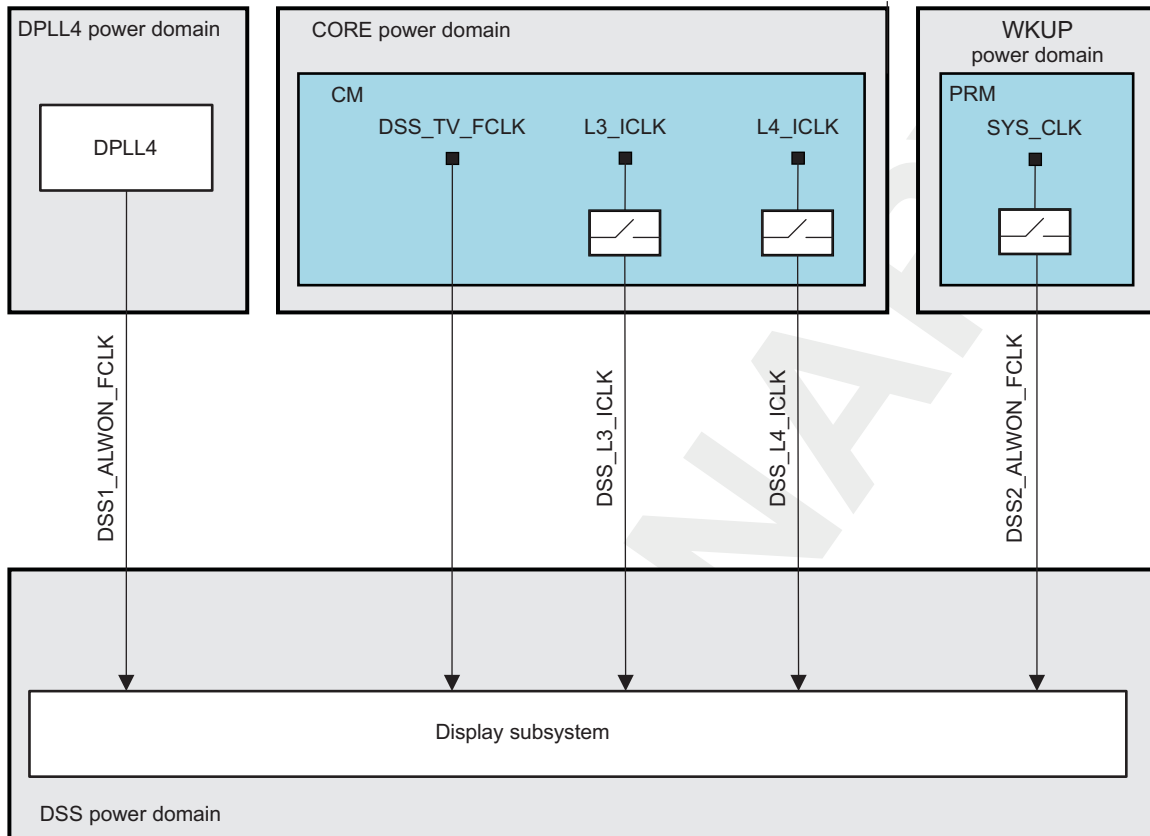 DPLL4 power domain
DPLL4
CORE power domain
CM
DSS_TV_FCLK
L3_ICLK
L4_ICLK
WKUP
power domain
PRM
SYS_CLK
DSS1_ALWON_FCLK
DSS_L3_ICLK
DSS_L4_ICLK
DSS2_ALWON_FCLK
Display subsystem
DSS power domain